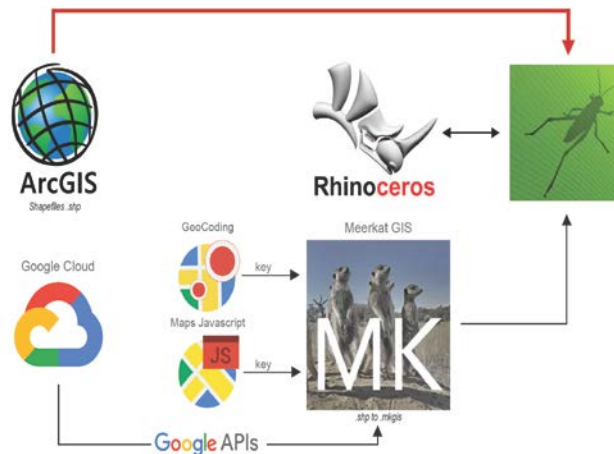 ArcGIS
Shapefiles .shp
Rhinoceros
GeoCoding
key
Meerkat GIS
Google Cloud
Maps Javascript
JS
key
MK
.shp to .mkgis
Google APIs